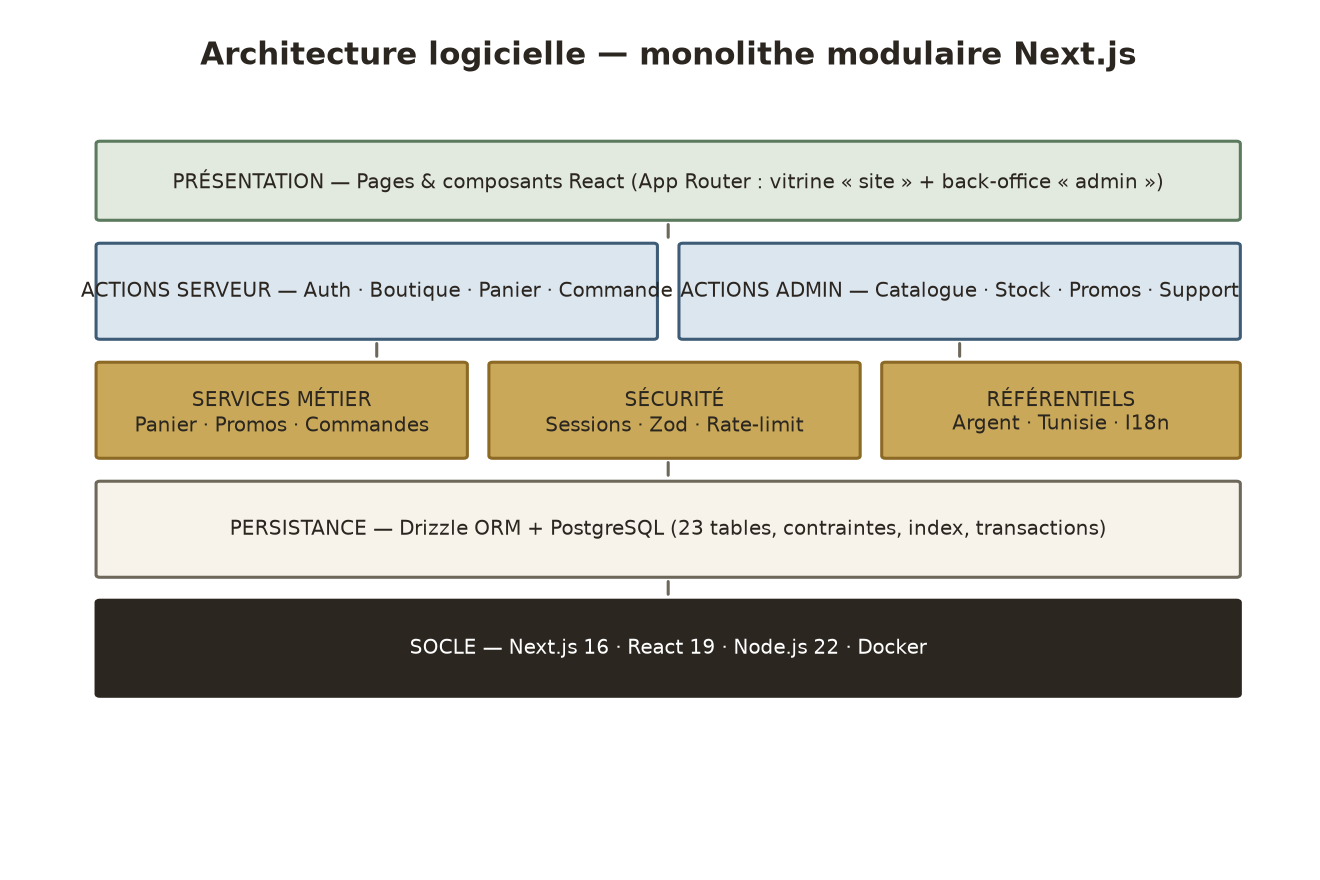 Architecture logicielle — monolithe modulaire Next.js
PRÉSENTATION — Pages & composants React (App Router : vitrine « site » + back-office « admin »)
ACTIONS SERVEUR — Auth · Boutique · Panier · Commande
ACTIONS ADMIN — Catalogue · Stock · Promos · Support
SERVICES MÉTIER
Panier · Promos · Commandes
SÉCURITÉ
Sessions · Zod · Rate-limit
RÉFÉRENTIELS
Argent · Tunisie · I18n
PERSISTANCE — Drizzle ORM + PostgreSQL (23 tables, contraintes, index, transactions)
SOCLE — Next.js 16 · React 19 · Node.js 22 · Docker